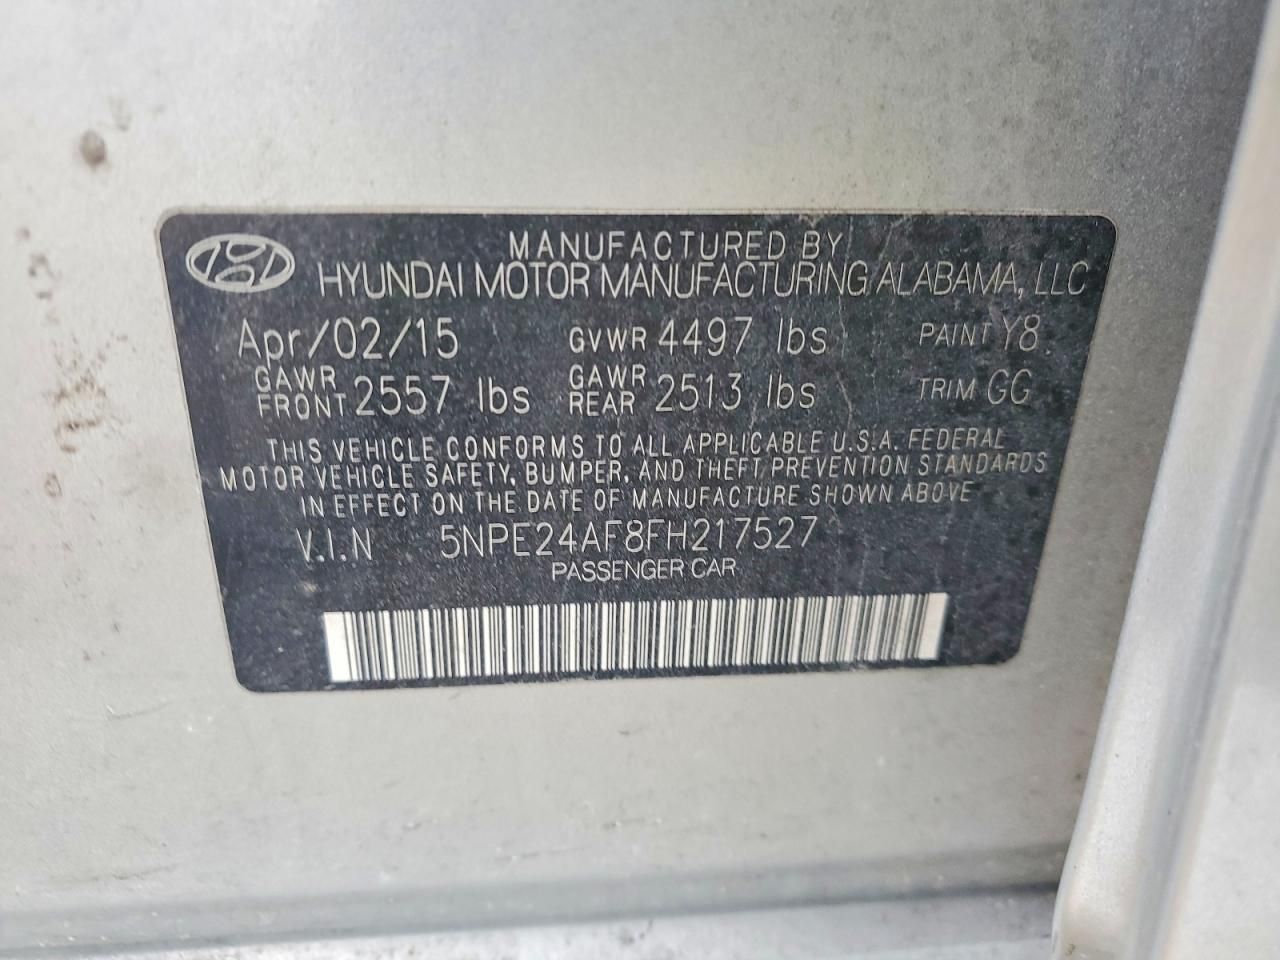 MANUFACTURED BY
HYUNDAI MOTOR MANUFACTURING ALABAMA, LLC
Apr/02/15 GVWR 4497 lbs PAINT Y8
GAWR FRONT 2557 lbs GAWR REAR 2513 lbs TRIM GG
THIS VEHICLE CONFORMS TO ALL APPLICABLE U.S.A. FEDERAL
MOTOR VEHICLE SAFETY, BUMPER, AND THEFT PREVENTION STANDARDS
IN EFFECT ON THE DATE OF MANUFACTURE SHOWN ABOVE
V.I.N 5NPE24AF8FH217527
PASSENGER CAR